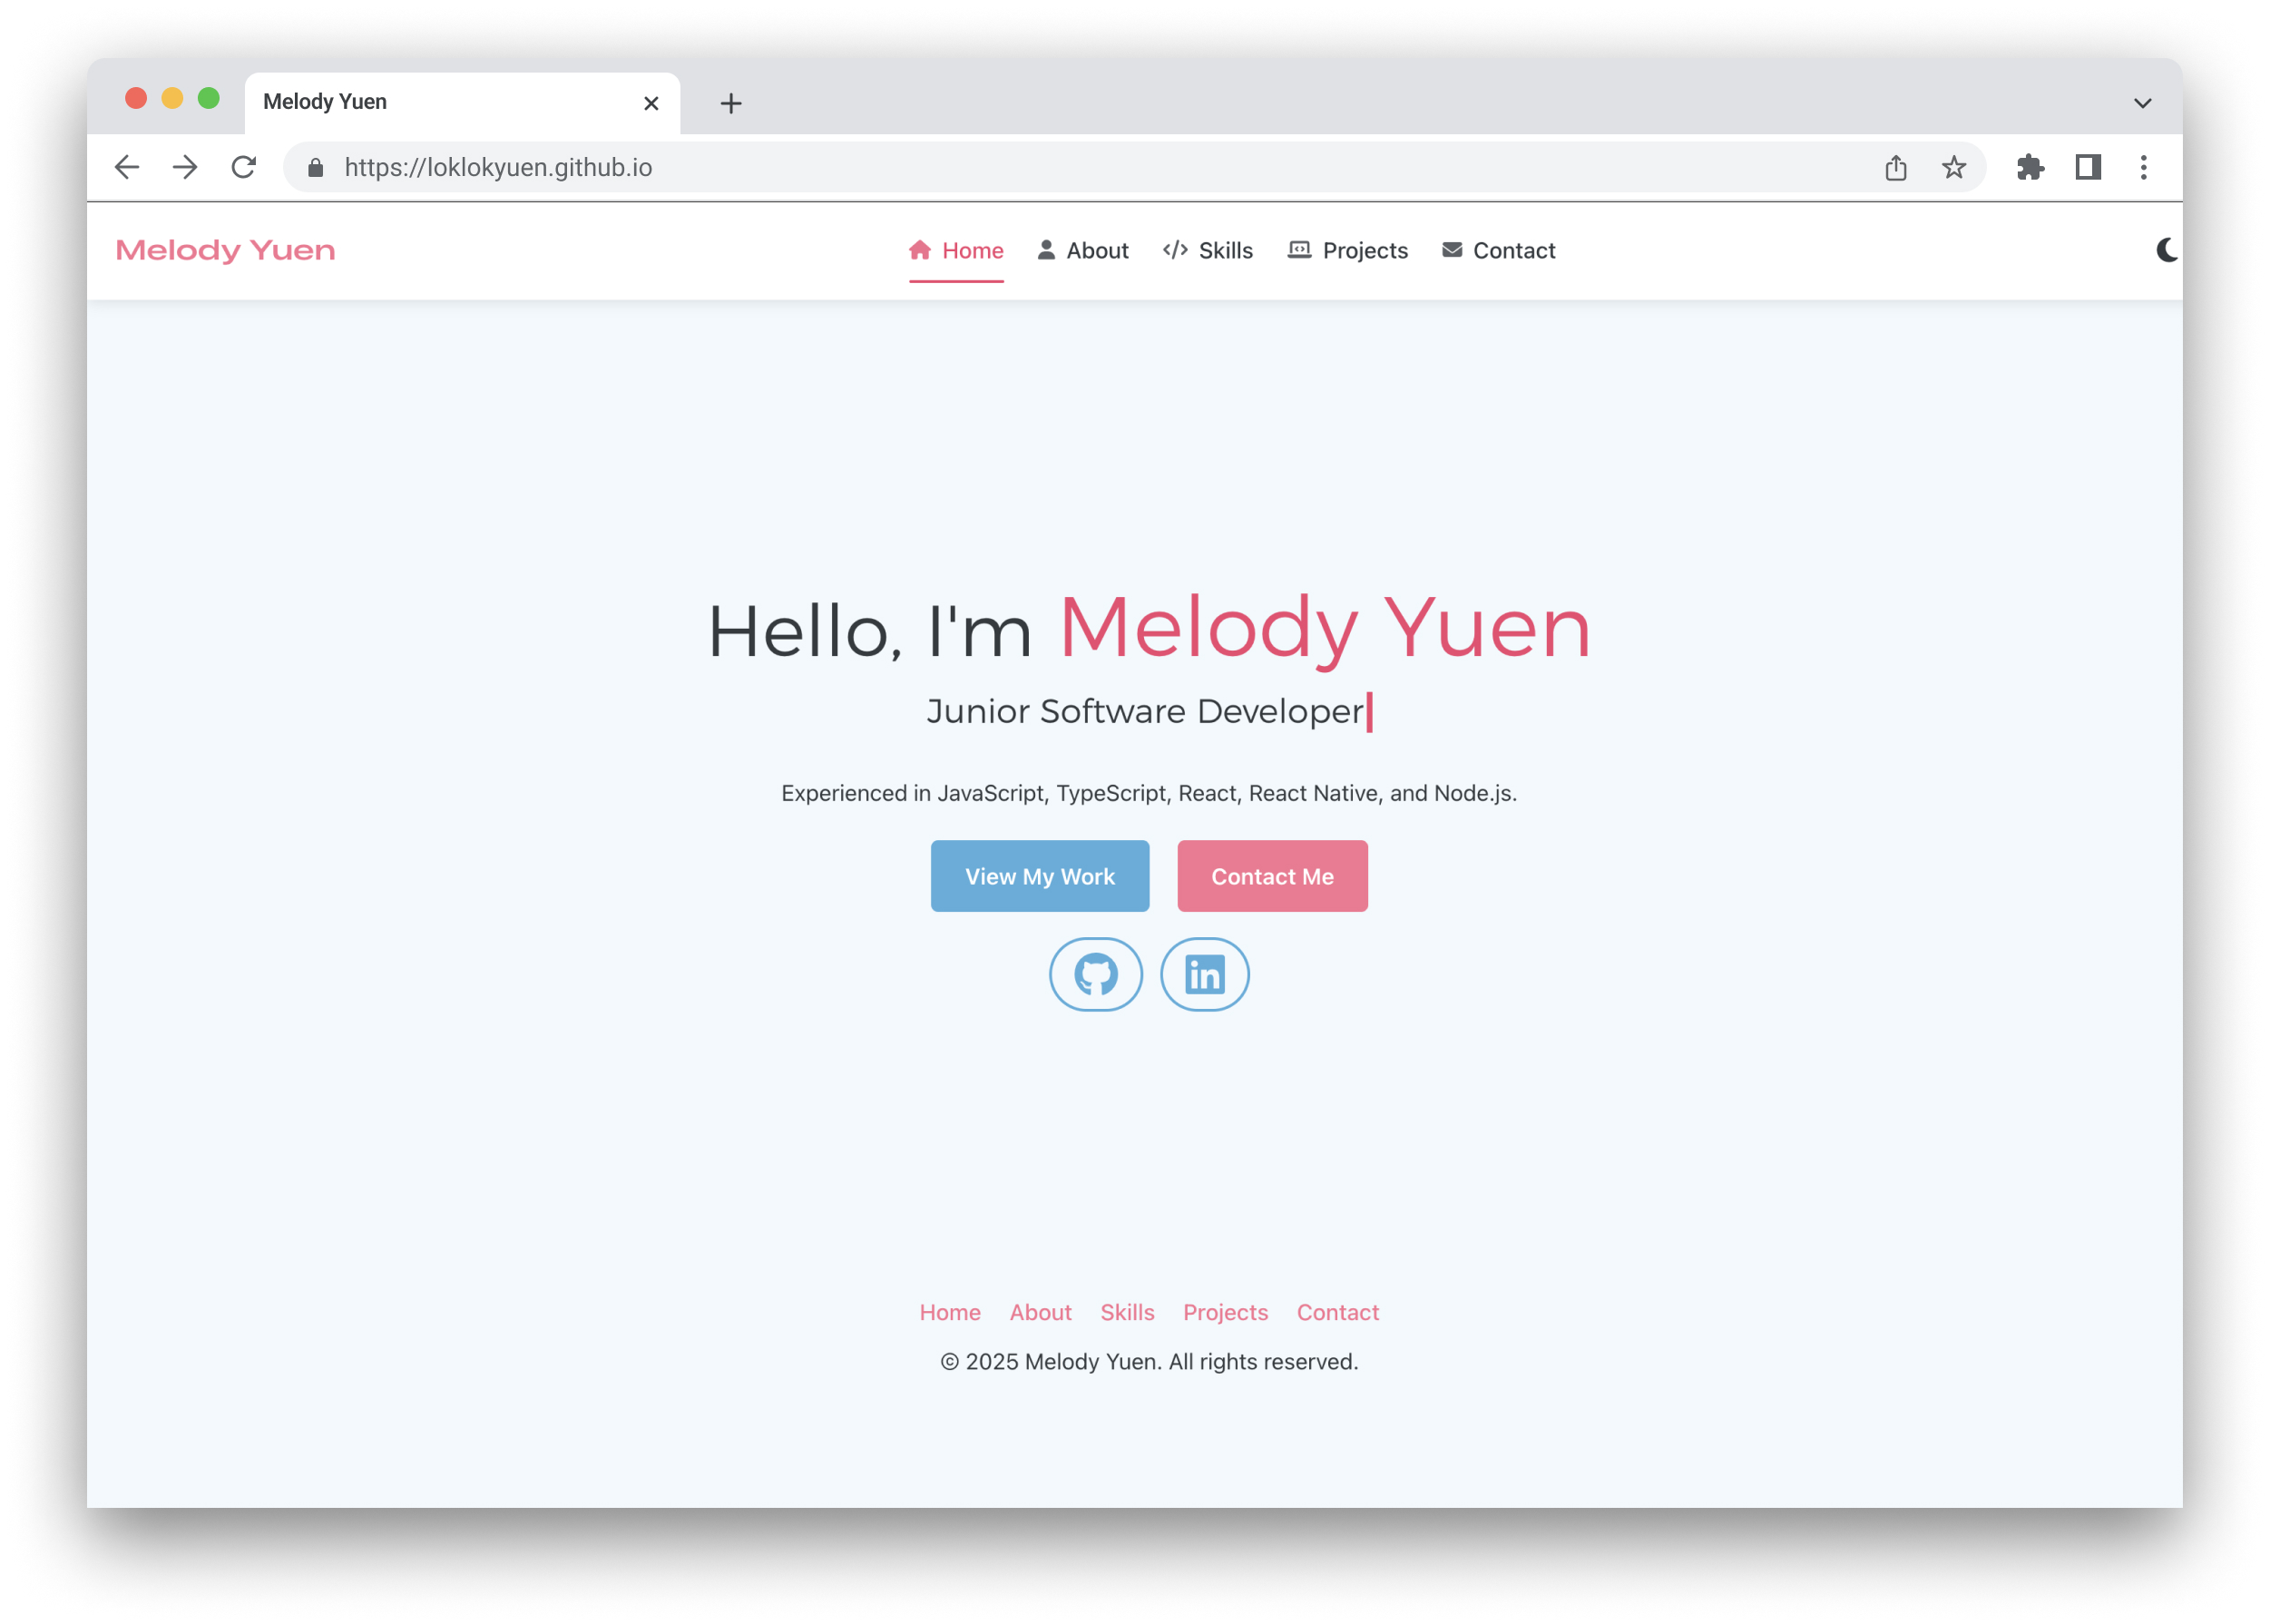 Melody Yuen
https://loklokyuen.github.io
Melody Yuen Home About Skills Projects Contact
Hello, I'm Melody Yuen
Junior Software Developer
Experienced in JavaScript, TypeScript, React, React Native, and Node.js.
View My Work Contact Me
in
Home About Skills Projects Contact
© 2025 Melody Yuen. All rights reserved.